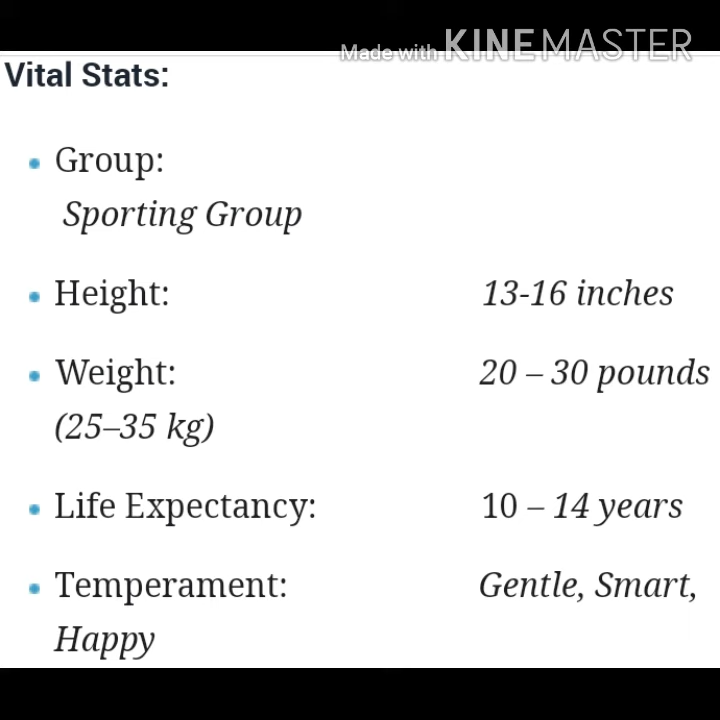 Made with KINEMASTER
Vital Stats:
Group:
Sporting Group
Height: 13-16 inches
Weight: 20 – 30 pounds
(25–35 kg)
Life Expectancy: 10 – 14 years
Temperament: Gentle, Smart,
Happy